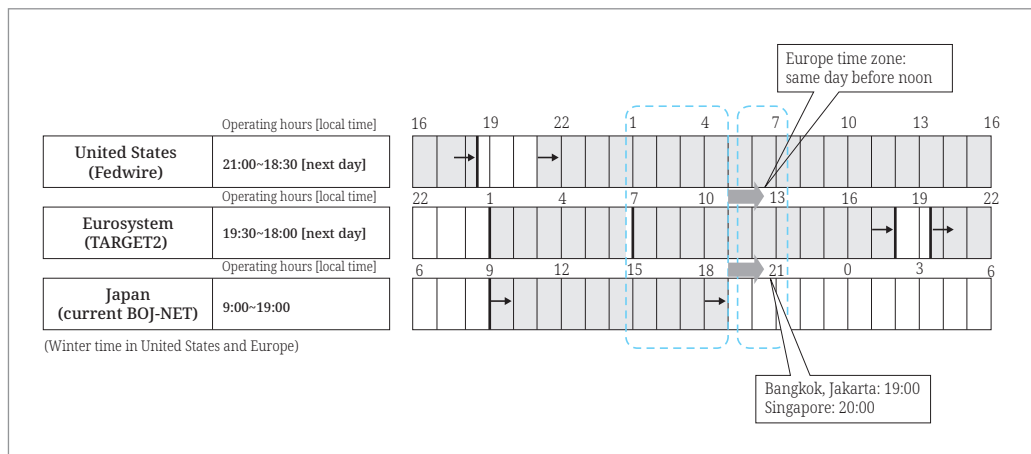 Europe time zone:
same day before noon
Operating hours [local time]
16 19 22 1 4 7 10 13 16
United States
(Fedwire)
21:00~18:30 [next day]
Operating hours [local time]
22 1 4 7 10 13 16 19 22
Eurosystem
(TARGET2)
19:30~18:00 [next day]
Operating hours [local time]
6 9 12 15 18 21 0 3 6
Japan
(current BOJ-NET)
9:00~19:00
(Winter time in United States and Europe)
Bangkok, Jakarta: 19:00
Singapore: 20:00